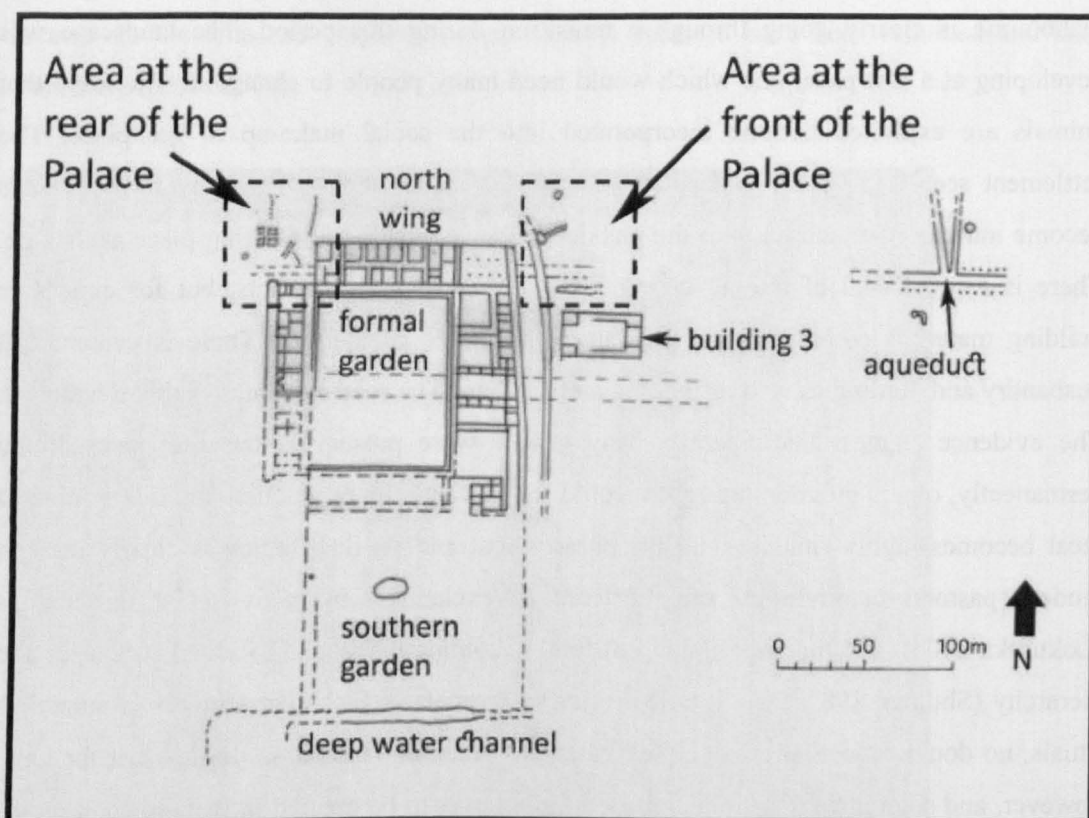 Area at the
rear of the
Palace
Area at the
front of the
Palace
north
wing
formal
garden
building 3
aqueduct
southern
garden
0 50 100m
N
deep water channel